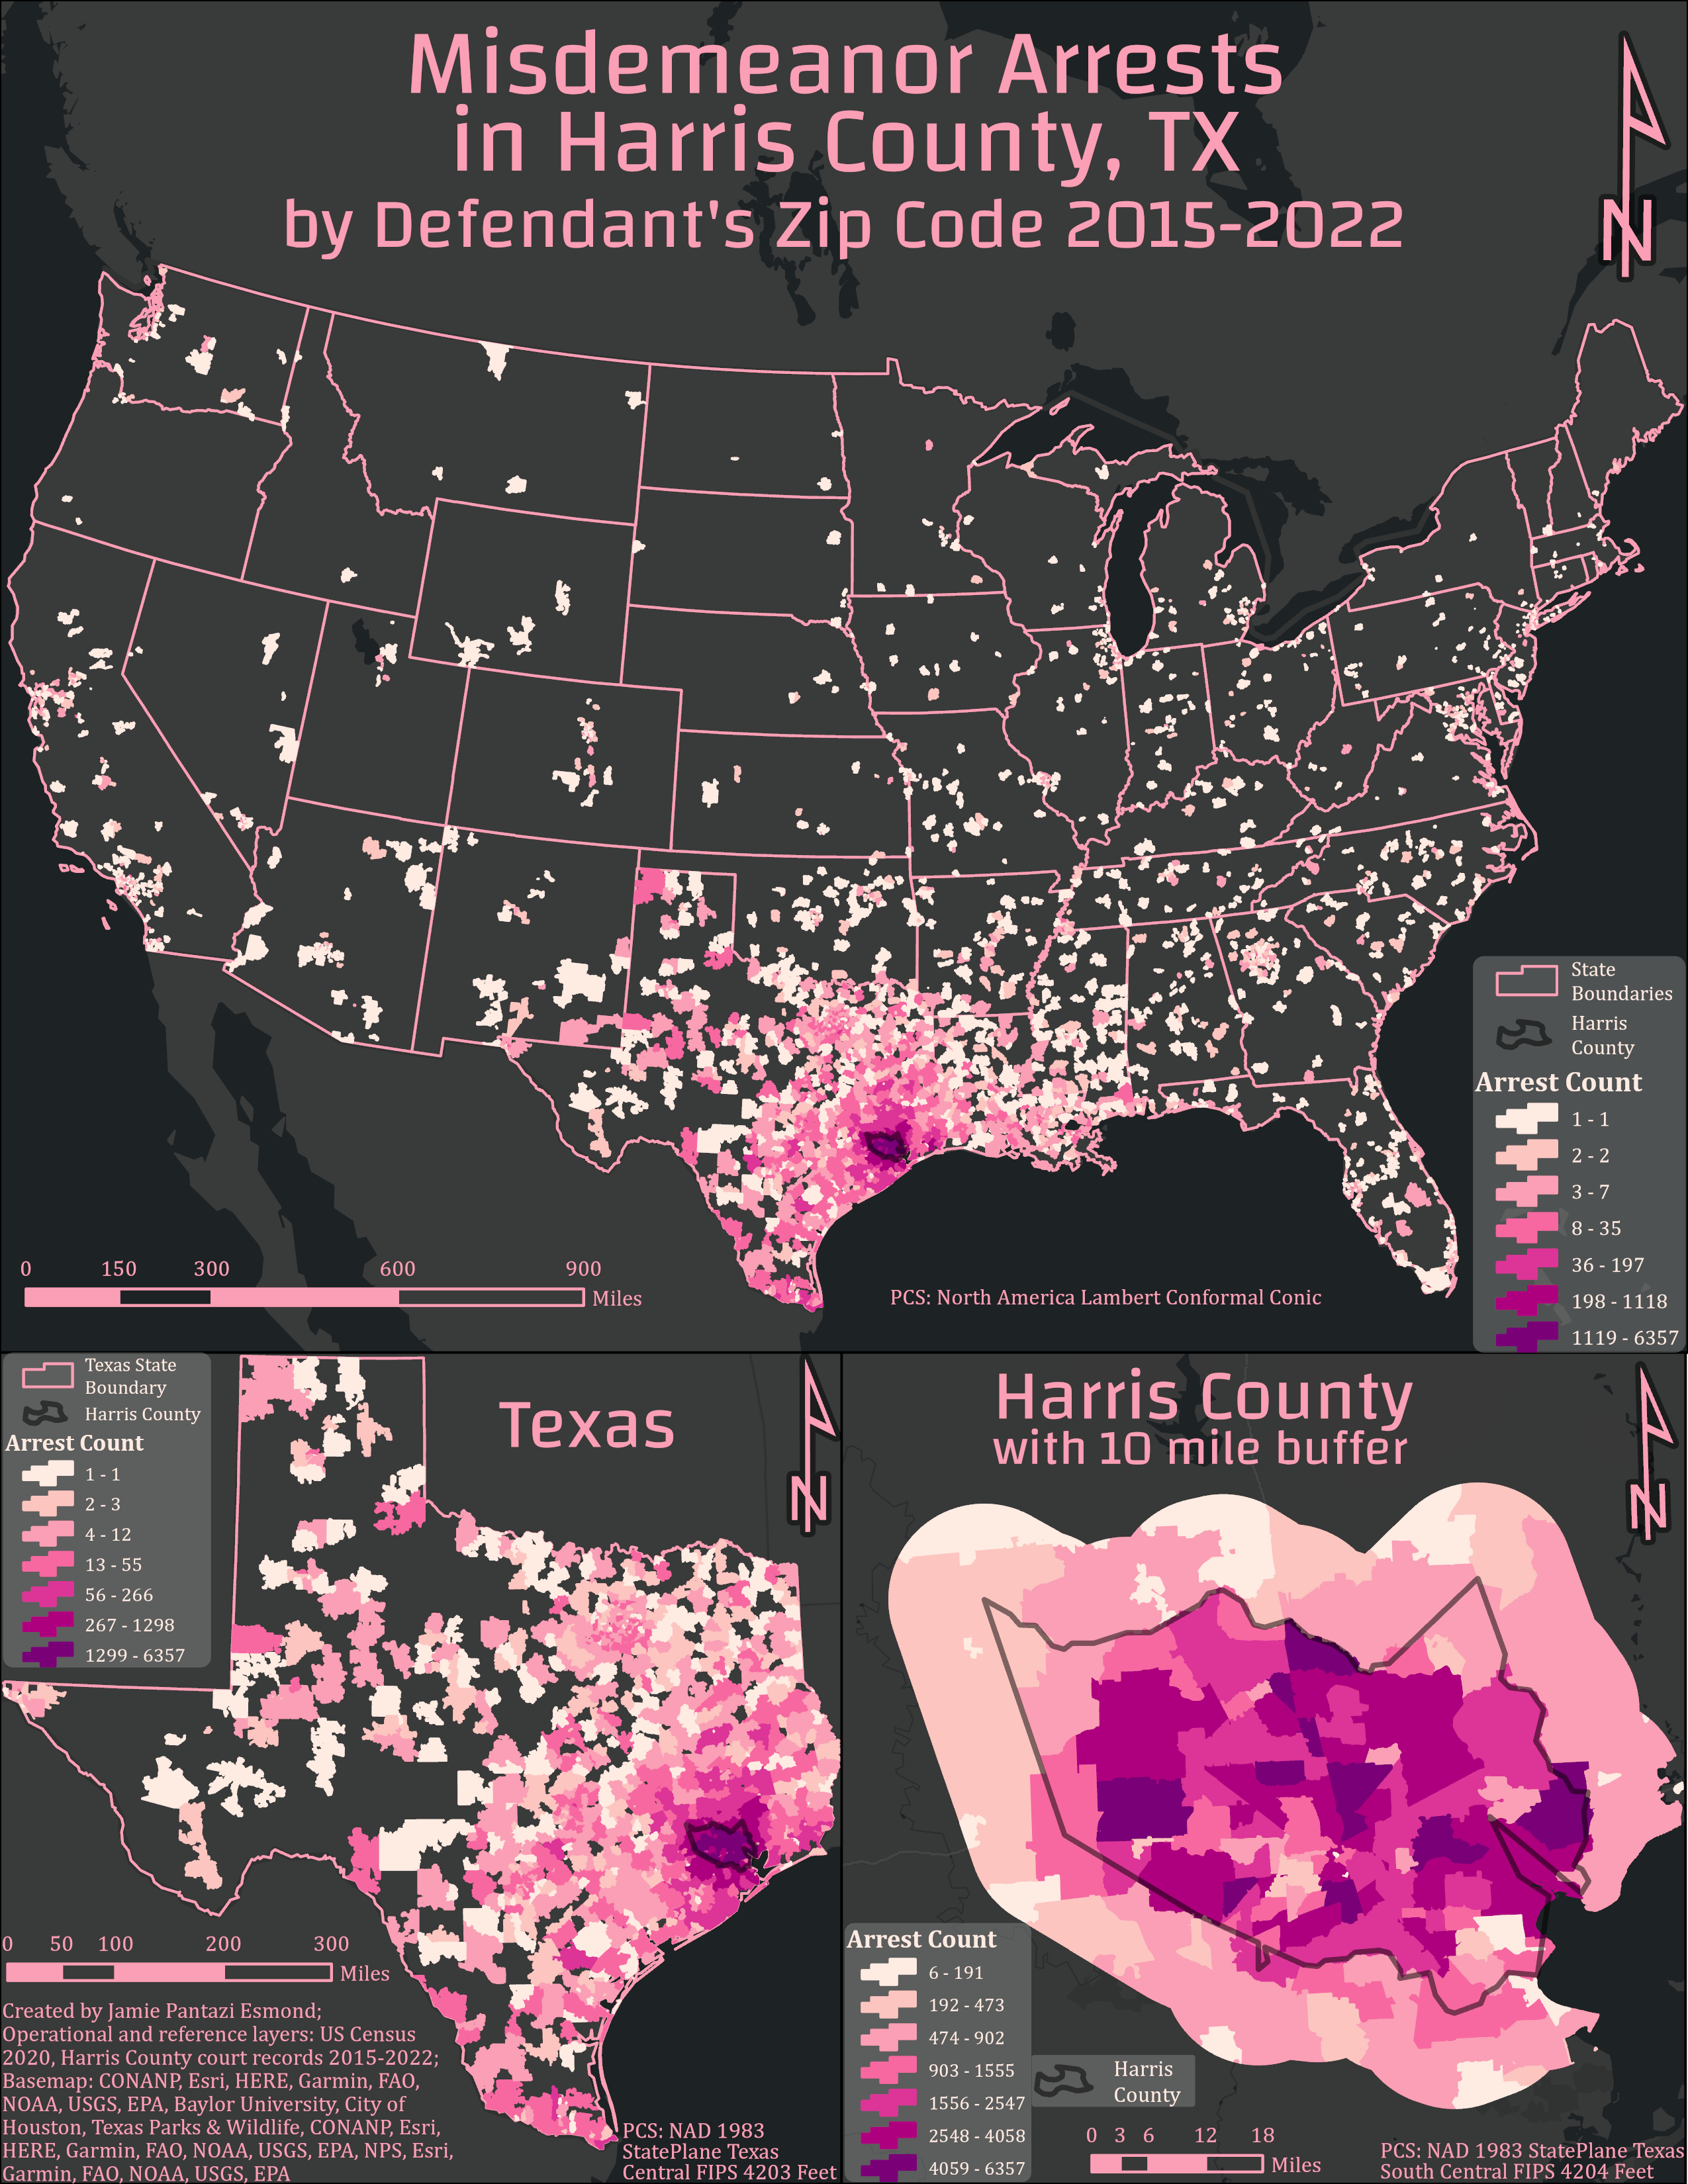 Misdemeanor Arrests
in Harris County, TX
by Defendant's Zip Code 2015-2022
N
State
Boundaries
Harris
County
Arrest Count
1 - 1
2 - 2
3 - 7
8 - 35
36 - 197
198 - 1118
1119 - 6357
0 150 300 600 900
Miles
PCS: North America Lambert Conformal Conic
Texas State
Boundary
Harris County
Arrest Count
1 - 1
2 - 3
4 - 12
13 - 55
56 - 266
267 - 1298
1299 - 6357
Texas
N
0 50 100 200 300
Miles
Created by Jamie Pantazi Esmond;
Operational and reference layers: US Census
2020, Harris County court records 2015-2022;
Basemap: CONANP, Esri, HERE, Garmin, FAO,
NOAA, USGS, EPA, Baylor University, City of
Houston, Texas Parks & Wildlife, CONANP, Esri,
HERE, Garmin, FAO, NOAA, USGS, EPA, NPS, Esri,
Garmin, FAO, NOAA, USGS, EPA
PCS: NAD 1983
StatePlane Texas
Central FIPS 4203 Feet
Harris County
with 10 mile buffer
N
Arrest Count
6 - 191
192 - 473
474 - 902
903 - 1555
1556 - 2547
2548 - 4058
4059 - 6357
Harris
County
0 3 6 12 18
Miles
PCS: NAD 1983 StatePlane Texas
South Central FIPS 4204 Feet